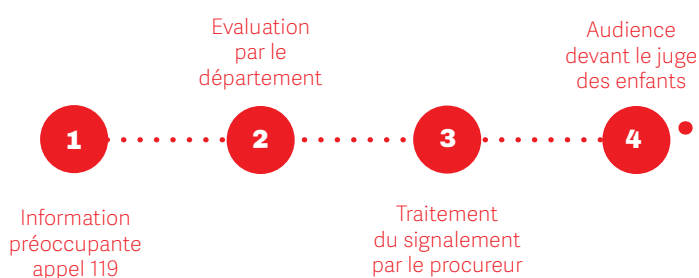 Evaluation
par le
département
Audience
devant le juge
des enfants
1
2
3
4
Information
préoccupante
appel 119
Traitement
du signalement
par le procureur